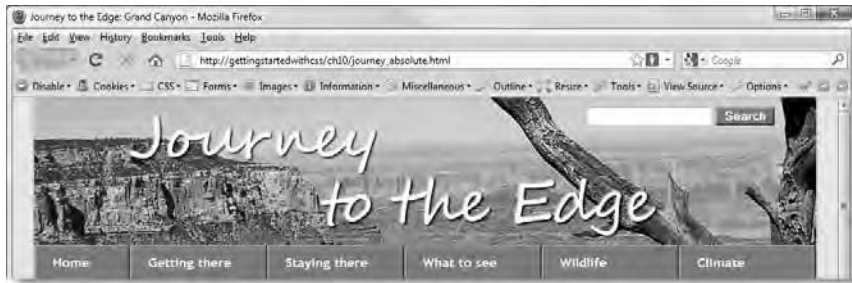 Journey to the Edge: Grand Canyon - Mozilla Firefox
File Edit View History Bookmarks Tools Help
http://gettingstartedwithcss/ch10/journey_absolute.html Google
Disable Cookies CSS Forms Images Information Miscellaneous Outline Resize Tools View Source Options
Search
Journey
to the Edge
Home Getting there Staying there What to see Wildlife Climate